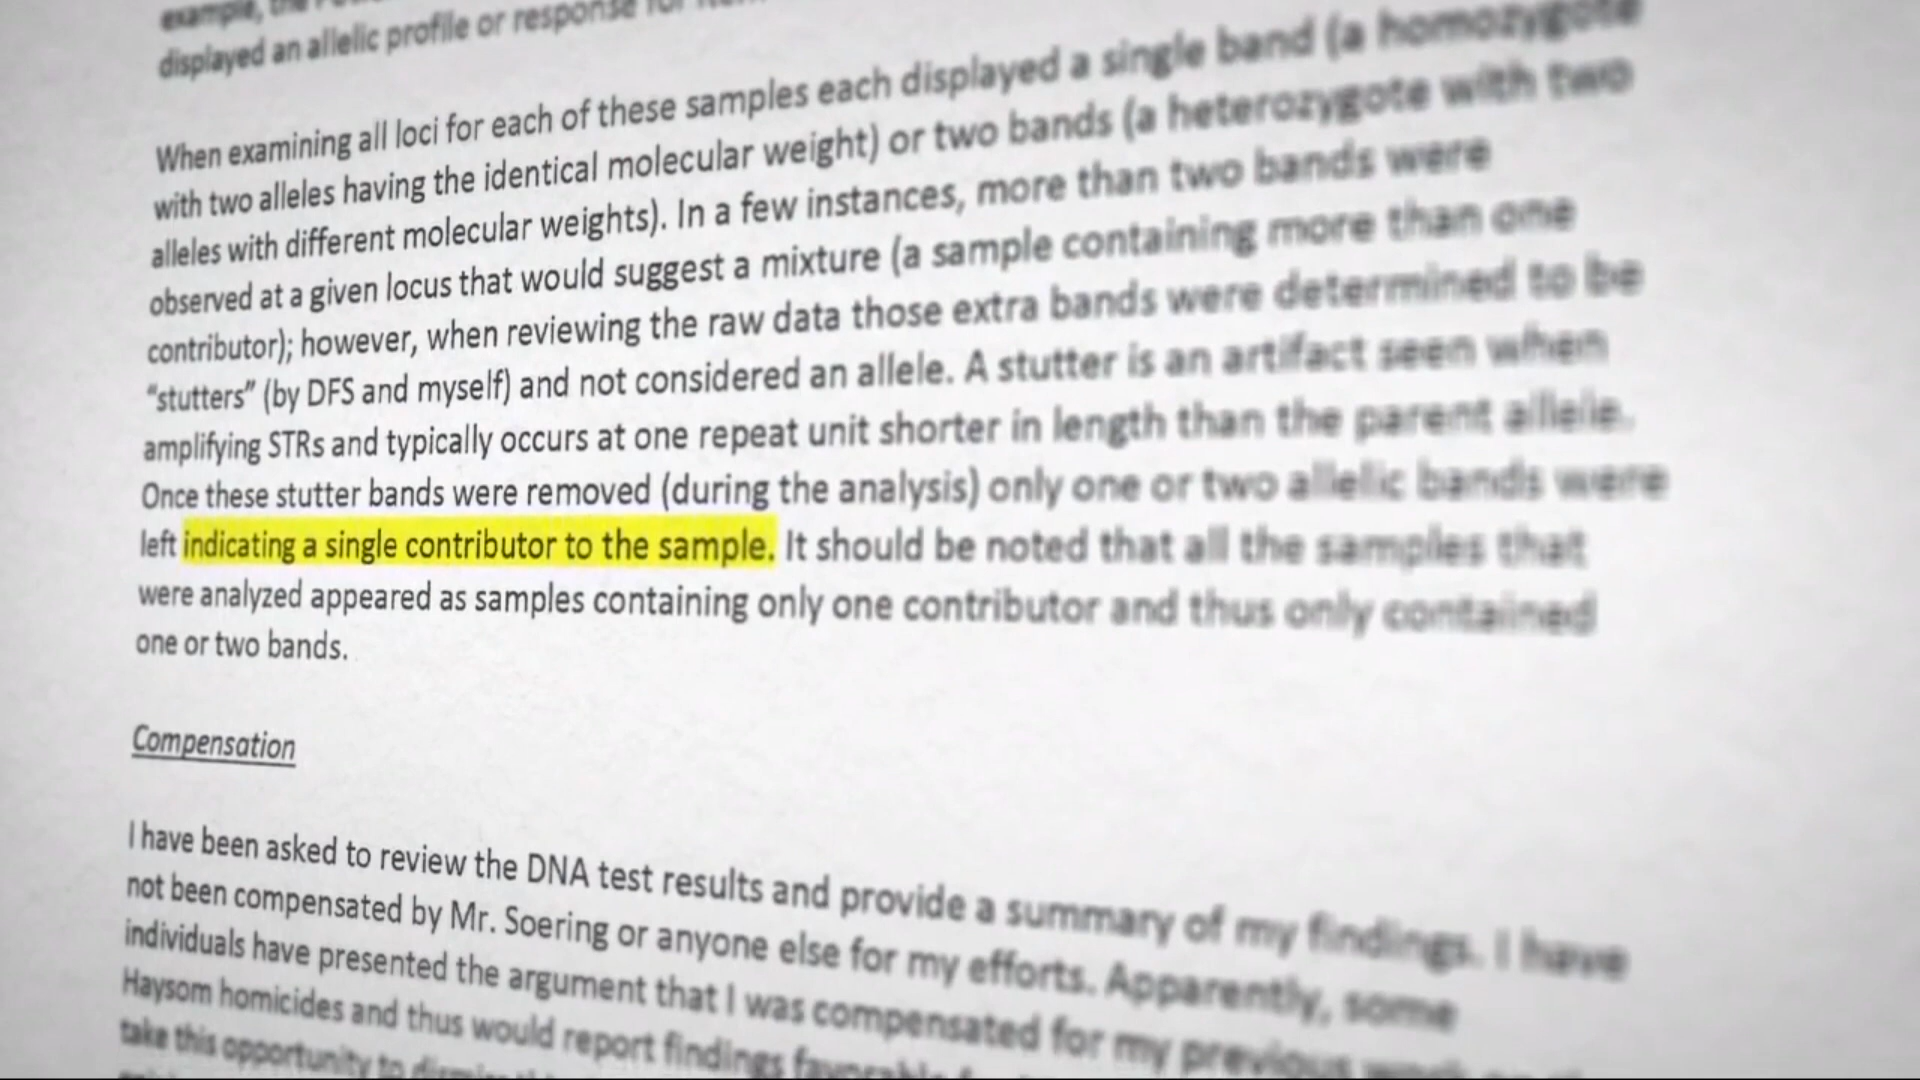 example, the
displayed an allelic profile or response for
When examining all loci for each of these samples each displayed a single band (a homozygote
with two alleles having the identical molecular weight) or two bands (a heterozygote with two
alleles with different molecular weights). In a few instances, more than two bands were
observed at a given locus that would suggest a mixture (a sample containing more than one
contributor); however, when reviewing the raw data those extra bands were determined to be
“stutters” (by DFS and myself) and not considered an allele. A stutter is an artifact seen when
amplifying STRs and typically occurs at one repeat unit shorter in length than the parent allele.
Once these stutter bands were removed (during the analysis) only one or two allelic bands were
left indicating a single contributor to the sample. It should be noted that all the samples that
were analyzed appeared as samples containing only one contributor and thus only contained
one or two bands.
Compensation
I have been asked to review the DNA test results and provide a summary of my findings. I have
not been compensated by Mr. Soering or anyone else for my efforts. Apparently, some
individuals have presented the argument that I was compensated for my previous work
Haysom homicides and thus would report findings favorable
take this opportunity to